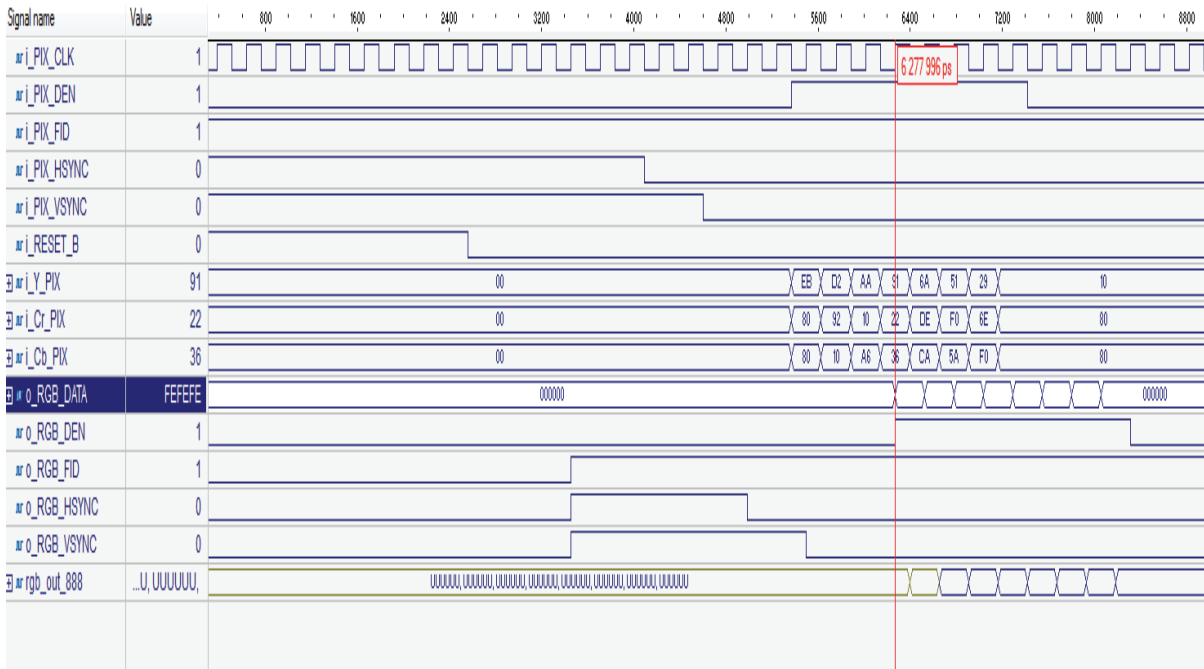 Signal name Value 800 1600 2400 3200 4000 4800 5600 6400 7200 8000 8800
i_PIX_CLK 1 6 277 996 ps
i_PIX_DEN 1
i_PIX_FID 1
i_PIX_HSYNC 0
i_PIX_VSYNC 0
i_RESET_B 0
i_Y_PIX 91 00 EB D2 AA 91 6A 51 29 10
i_Cr_PIX 22 00 80 92 10 22 DE F0 6E 80
i_Cb_PIX 36 00 80 10 A6 36 CA 5A F0 80
o_RGB_DATA FEFEFE 000000 000000
o_RGB_DEN 1
o_RGB_FID 1
o_RGB_HSYNC 0
o_RGB_VSYNC 0
rgb_out_888 ...U, UUUUUU, UUUUUU, UUUUUU, UUUUUU, UUUUUU, UUUUUU, UUUUUU, UUUUUU, UUUUUU